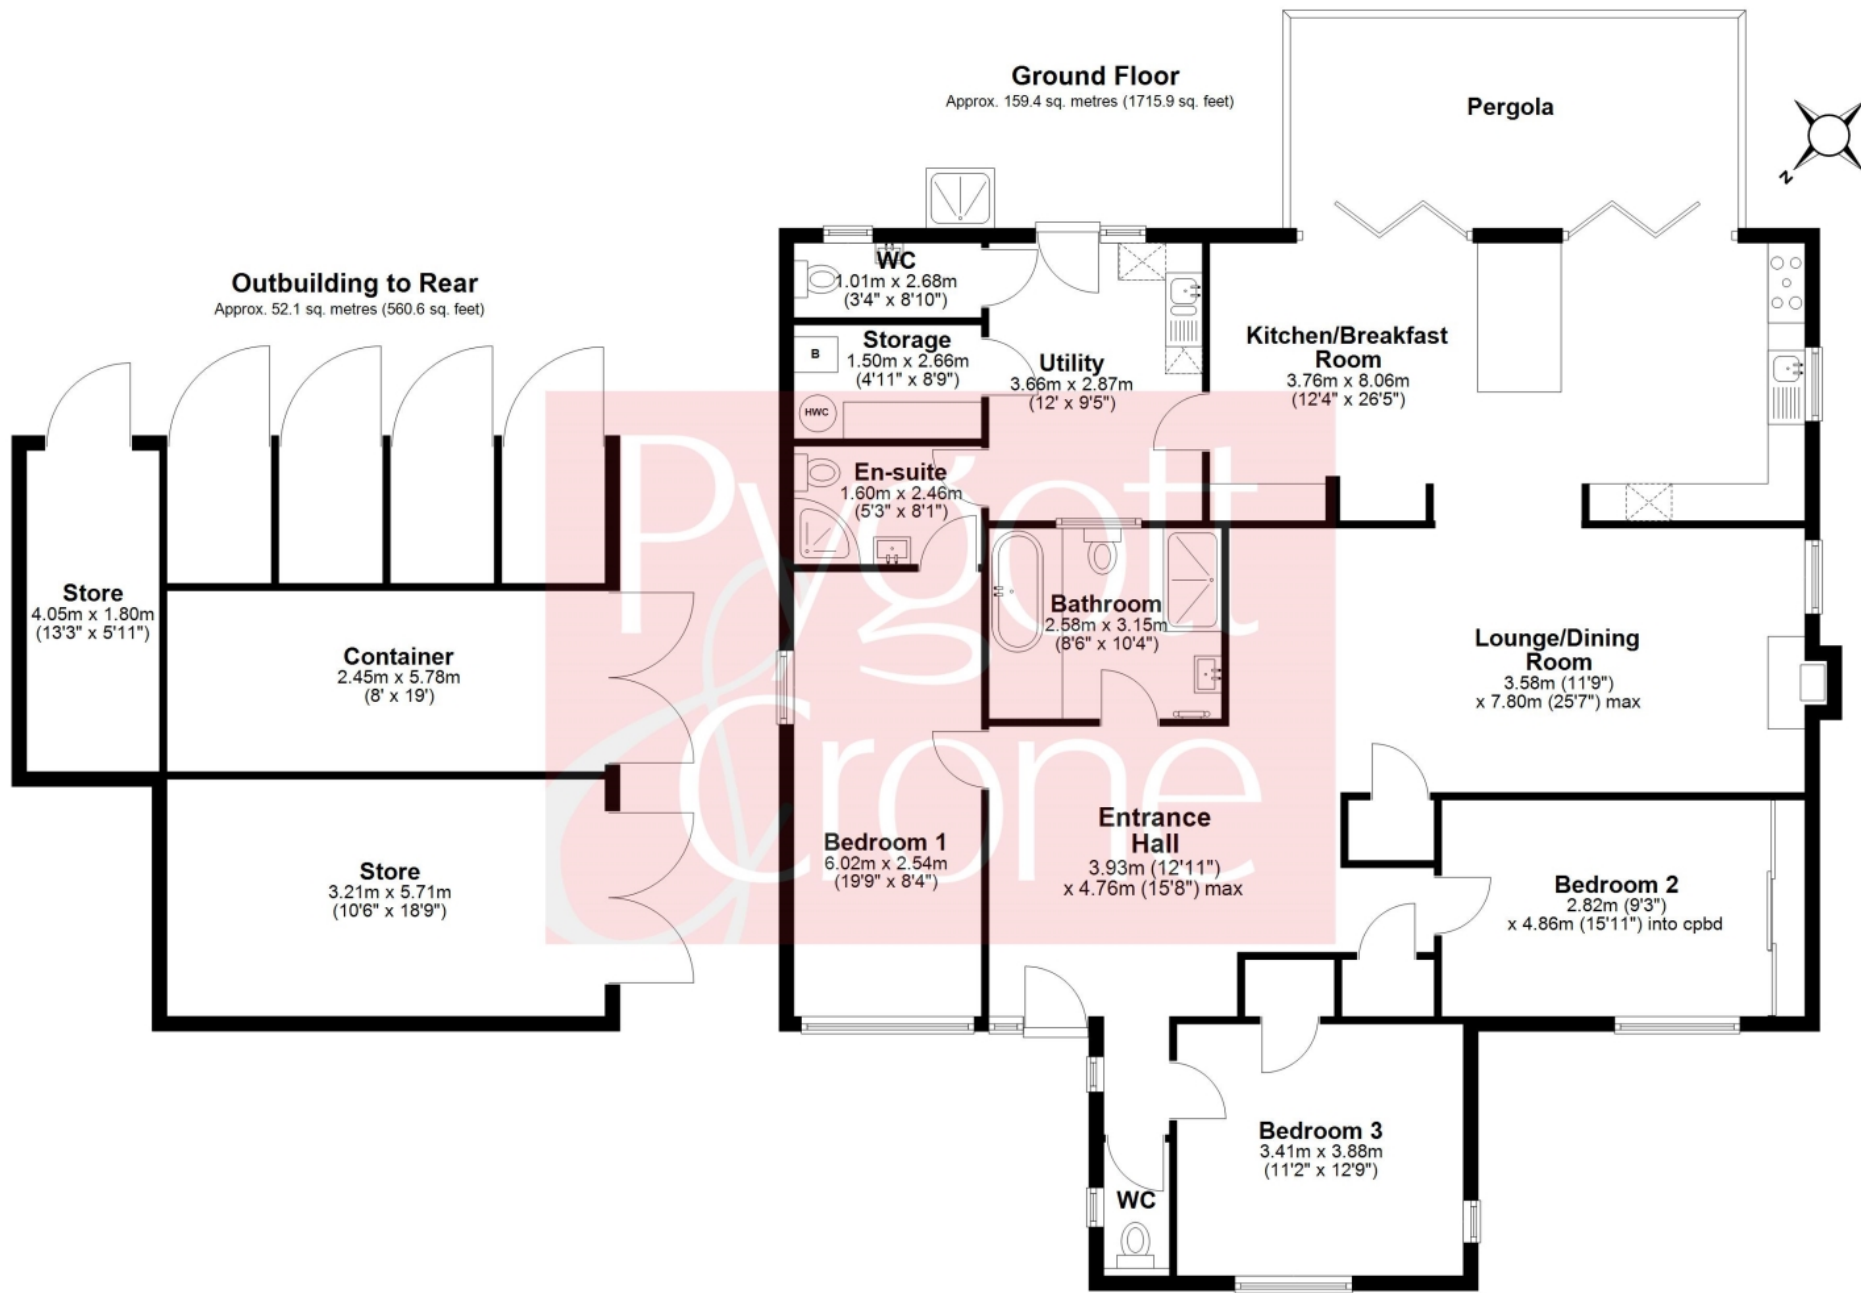 Ground Floor
Approx. 159.4 sq. metres (1715.9 sq. feet)
Pergola
N
Outbuilding to Rear
Approx. 52.1 sq. metres (560.6 sq. feet)
WC
1.01m x 2.68m
(3'4" x 8'10")
Storage
1.50m x 2.66m
(4'11" x 8'9")
B
HWC
Utility
3.66m x 2.87m
(12' x 9'5")
Kitchen/Breakfast
Room
3.76m x 8.06m
(12'4" x 26'5")
En-suite
1.60m x 2.46m
(5'3" x 8'1")
Pygott
& Crone
Store
4.05m x 1.80m
(13'3" x 5'11")
Container
2.45m x 5.78m
(8' x 19')
Bathroom
2.58m x 3.15m
(8'6" x 10'4")
Lounge/Dining
Room
3.58m (11'9")
x 7.80m (25'7") max
Store
3.21m x 5.71m
(10'6" x 18'9")
Bedroom 1
6.02m x 2.54m
(19'9" x 8'4")
Entrance
Hall
3.93m (12'11")
x 4.76m (15'8") max
Bedroom 2
2.82m (9'3")
x 4.86m (15'11") into cpbd
Bedroom 3
3.41m x 3.88m
(11'2" x 12'9")
WC